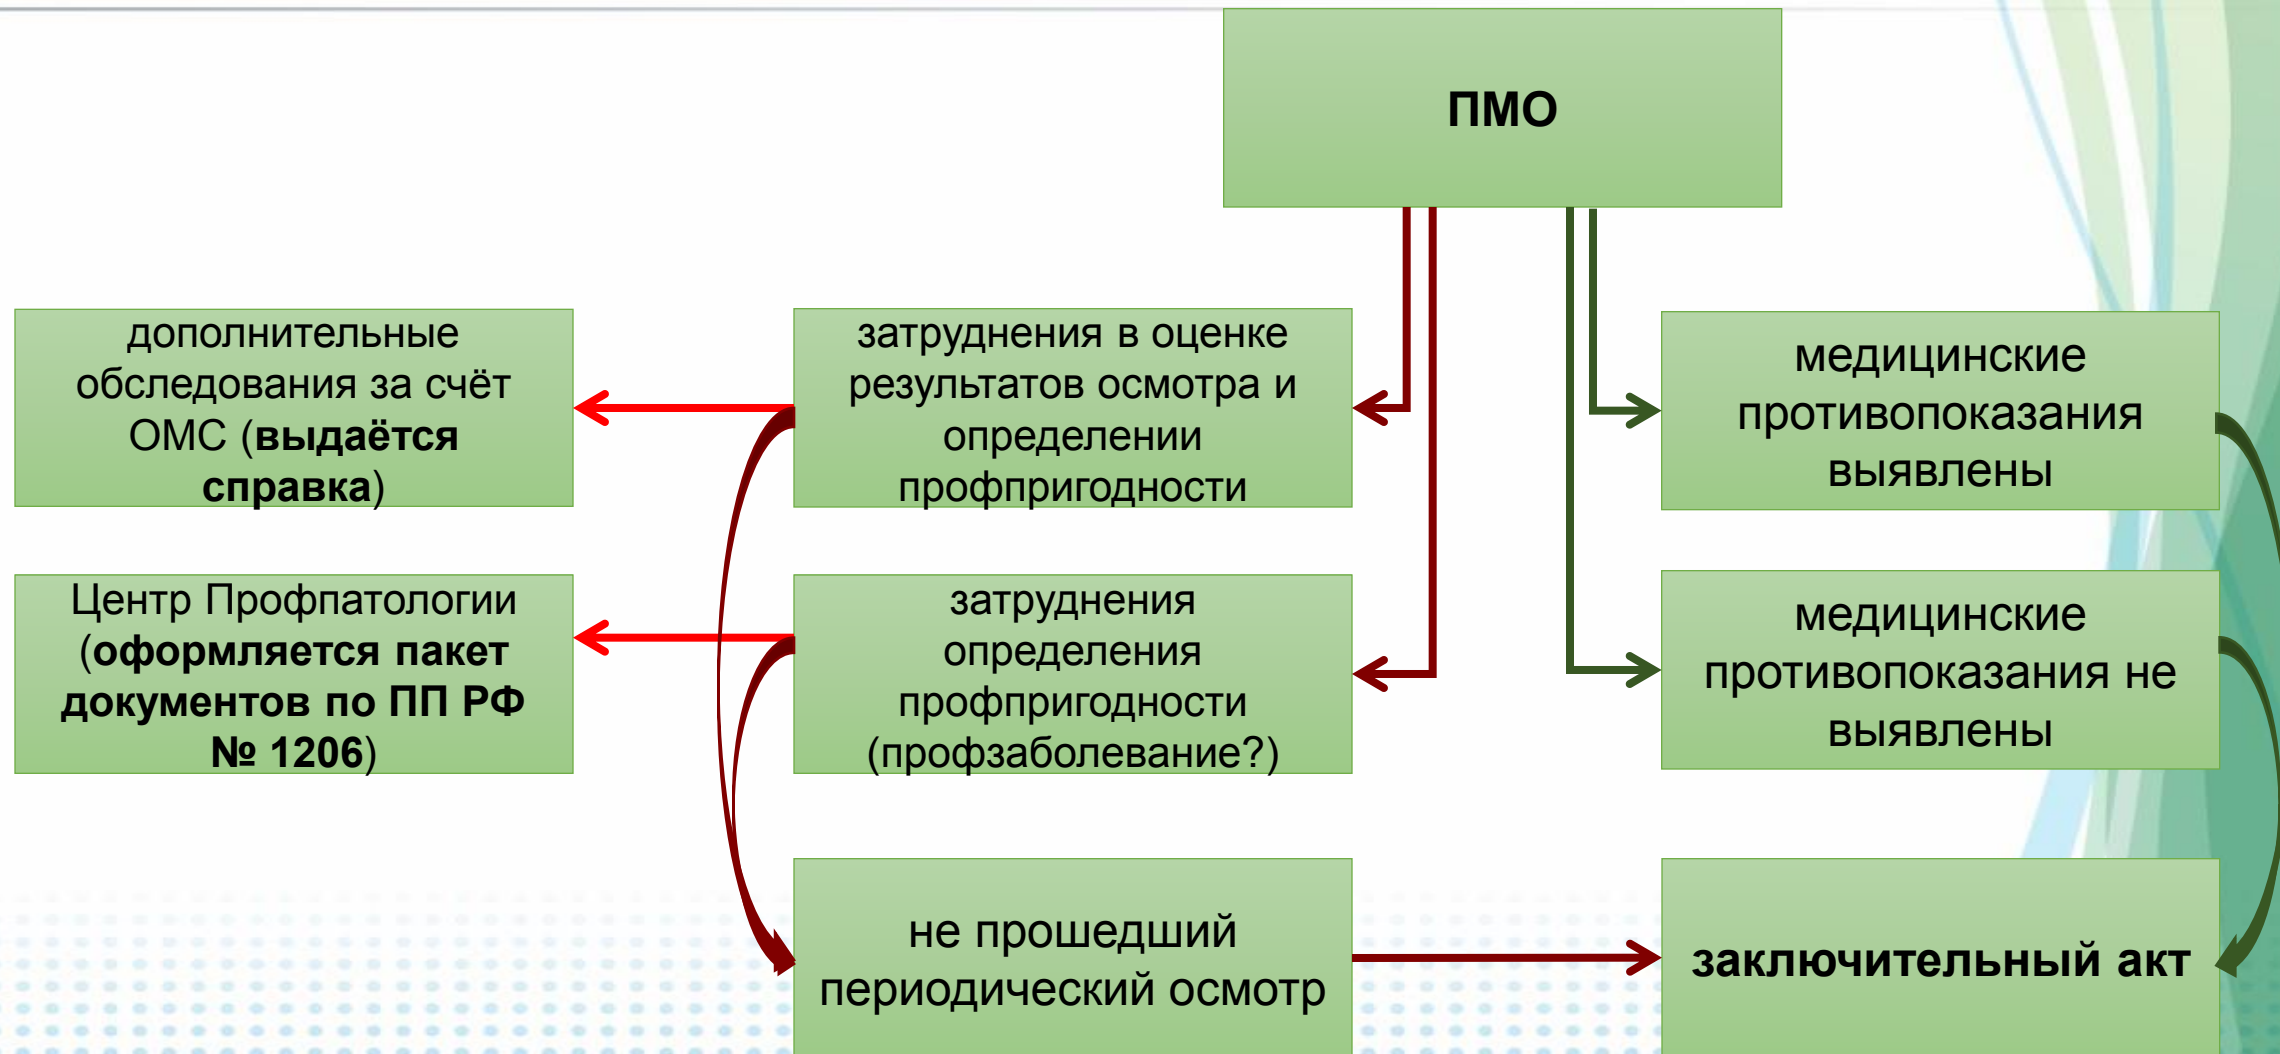 ПМО
дополнительные
обследования за счёт
ОМС (выдаётся
справка)
затруднения в оценке
результатов осмотра и
определении
профпригодности
медицинские
противопоказания
выявлены
Центр Профпатологии
(оформляется пакет
документов по ПП РФ
№ 1206)
затруднения
определения
профпригодности
(профзаболевание?)
медицинские
противопоказания не
выявлены
не прошедший
периодический осмотр
заключительный акт